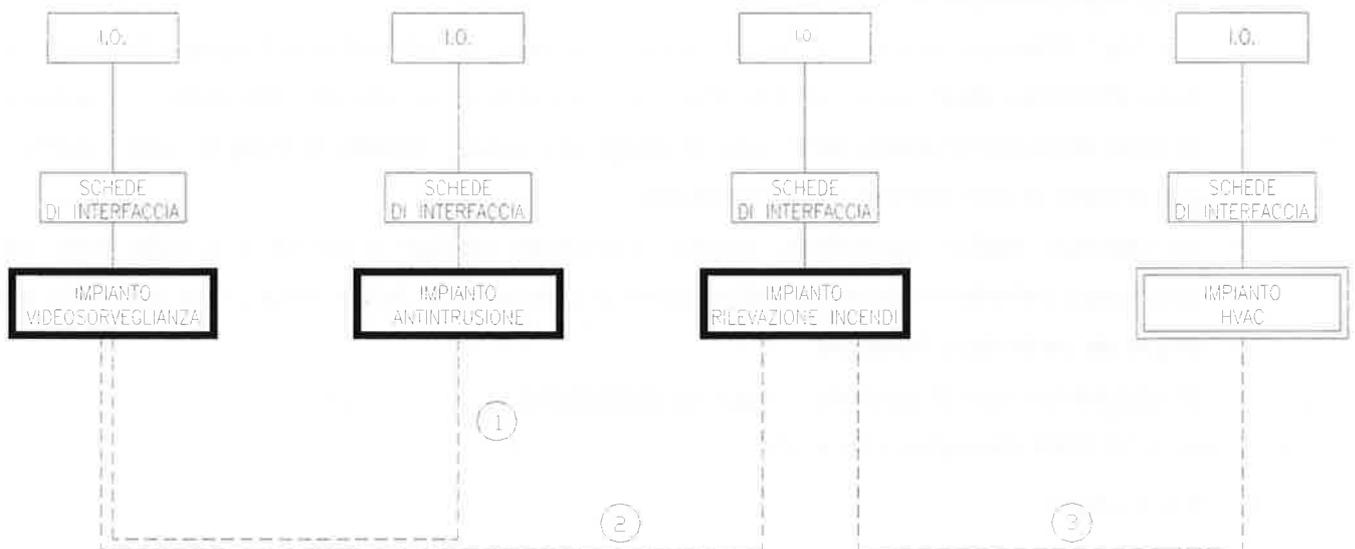 I.O.
I.O.
I.O.
I.O.
SCHEDE
DI INTERFACCIA
SCHEDE
DI INTERFACCIA
SCHEDE
DI INTERFACCIA
SCHEDE
DI INTERFACCIA
IMPIANTO
VIDEOSORVEGLIANZA
IMPIANTO
ANTINTRUSIONE
IMPIANTO
RILEVAZIONE INCENDI
IMPIANTO
HVAC
1
2
3